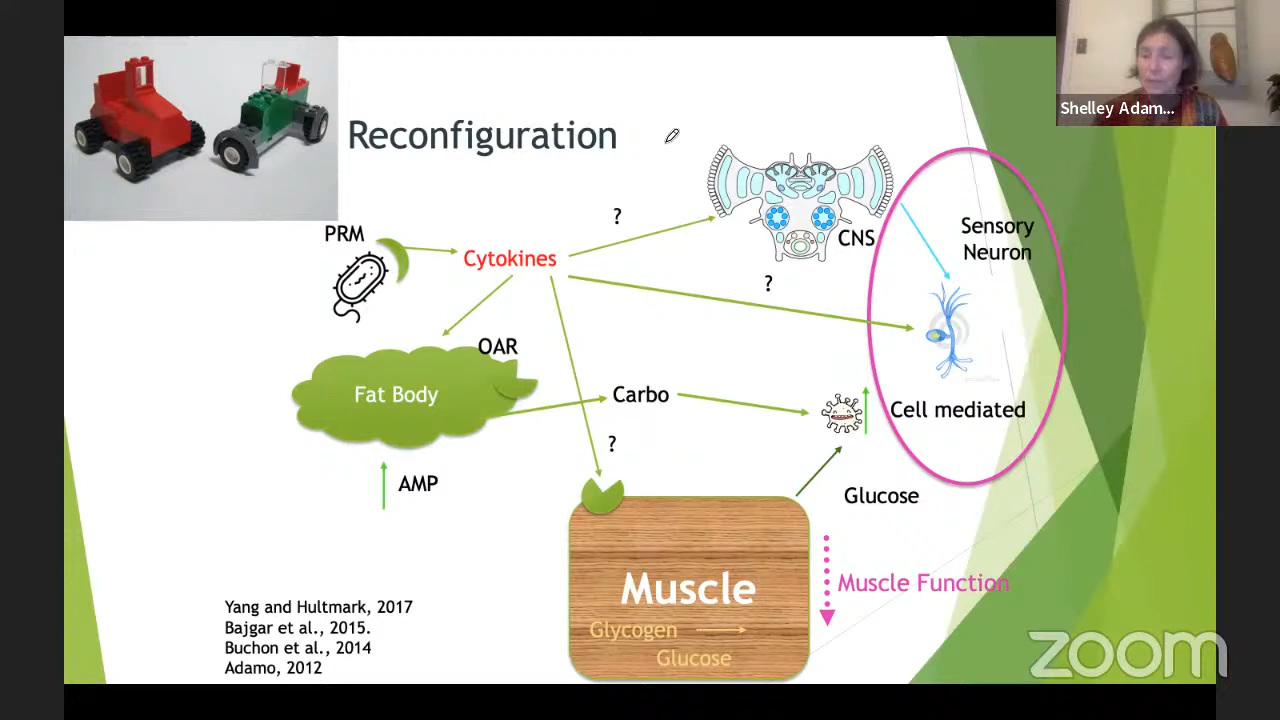 Shelley Adam...
Reconfiguration
?
PRM
Cytokines
CNS
Sensory
Neuron
?
OAR
Fat Body
Carbo
Cell mediated
?
AMP
Glucose
Muscle
Muscle Function
Glycogen
Glucose
Yang and Hultmark, 2017
Bajgar et al., 2015.
Buchon et al., 2014
Adamo, 2012
zoom